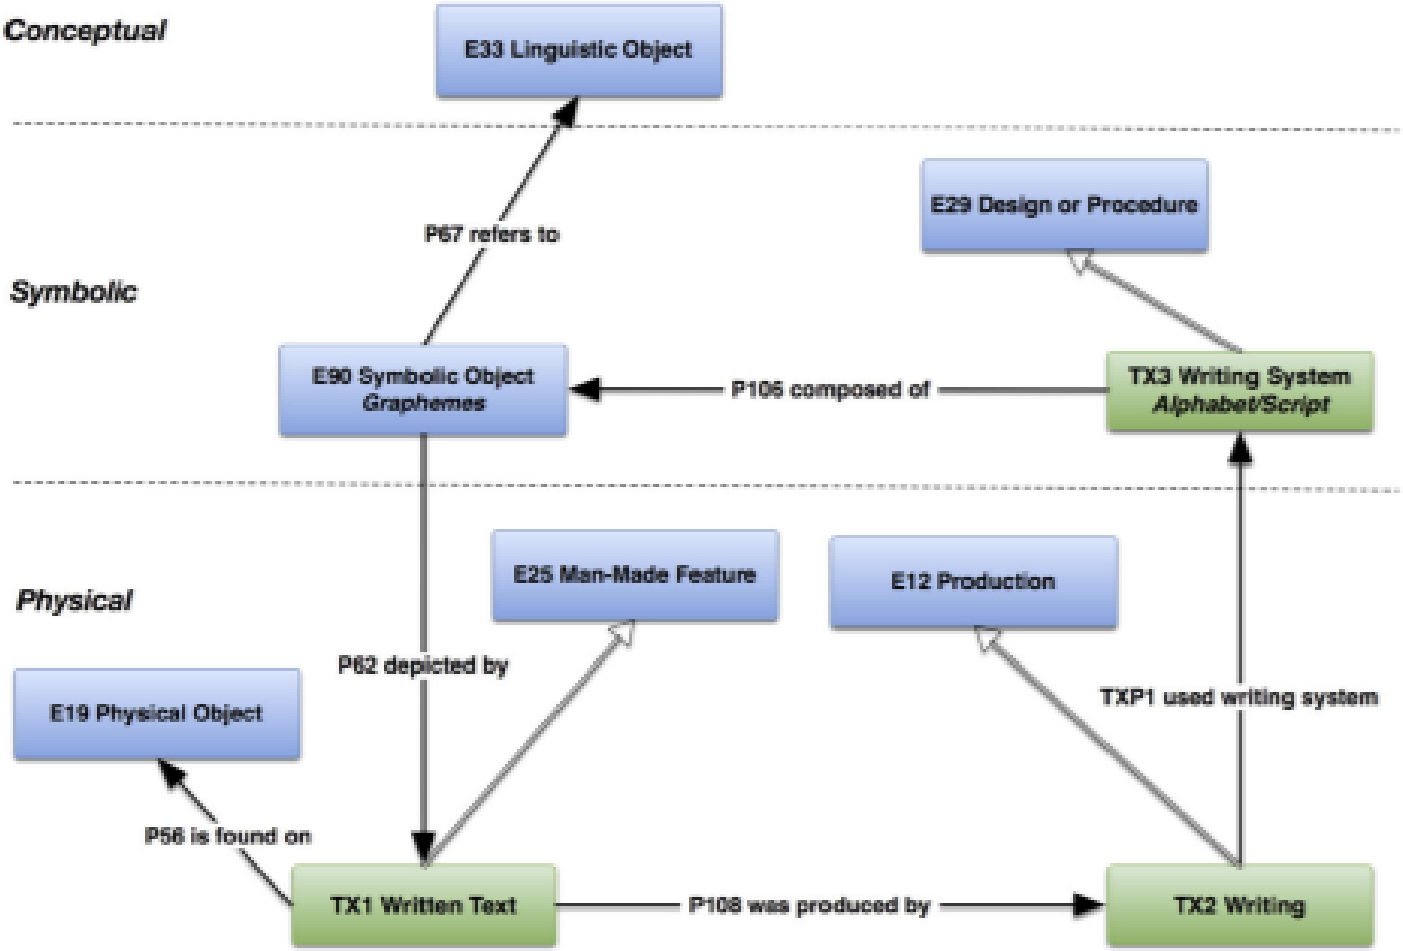 Conceptual
E33 Linguistic Object
E29 Design or Procedure
P67 refers to
Symbolic
E90 Symbolic Object
Graphemes
P106 composed of
TX3 Writing System
Alphabet/Script
E25 Man-Made Feature
E12 Production
Physical
P62 depicted by
TXP1 used writing system
E19 Physical Object
P56 is found on
TX1 Written Text
P108 was produced by
TX2 Writing